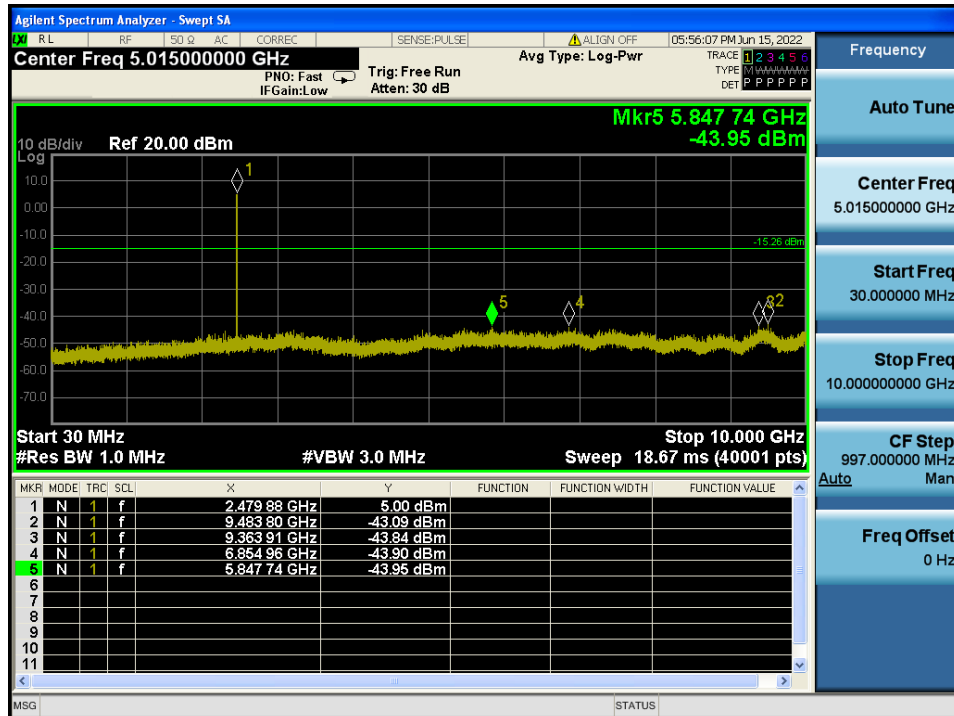 Agilent Spectrum Analyzer - Swept SA
LXI RL RF 50 Ω AC CORREC SENSE:PULSE ALIGN OFF 05:56:07 PM Jun 15, 2022
Center Freq 5.015000000 GHz
PNO: Fast
IFGain:Low
Trig: Free Run
Atten: 30 dB
Avg Type: Log-Pwr
TRACE 1 2 3 4 5 6
TYPE M
DET P P P P P P
Mkr5 5.847 74 GHz
-43.95 dBm
10 dB/div Ref 20.00 dBm
Log
10.0
0.00
-10.0
-20.0
-30.0
-40.0
-50.0
-60.0
-70.0
1
-15.26 dBm
5
4
3
2
Start 30 MHz Stop 10.000 GHz
#Res BW 1.0 MHz #VBW 3.0 MHz Sweep 18.67 ms (40001 pts)
MKR MODE TRC SCL X Y FUNCTION FUNCTION WIDTH FUNCTION VALUE
1 N 1 f 2.479 88 GHz 5.00 dBm
2 N 1 f 9.483 80 GHz -43.09 dBm
3 N 1 f 9.363 91 GHz -43.84 dBm
4 N 1 f 6.854 96 GHz -43.90 dBm
5 N 1 f 5.847 74 GHz -43.95 dBm
6
7
8
9
10
11
MSG STATUS
Frequency
Auto Tune
Center Freq
5.015000000 GHz
Start Freq
30.000000 MHz
Stop Freq
10.000000000 GHz
CF Step
997.000000 MHz
Auto Man
Freq Offset
0 Hz